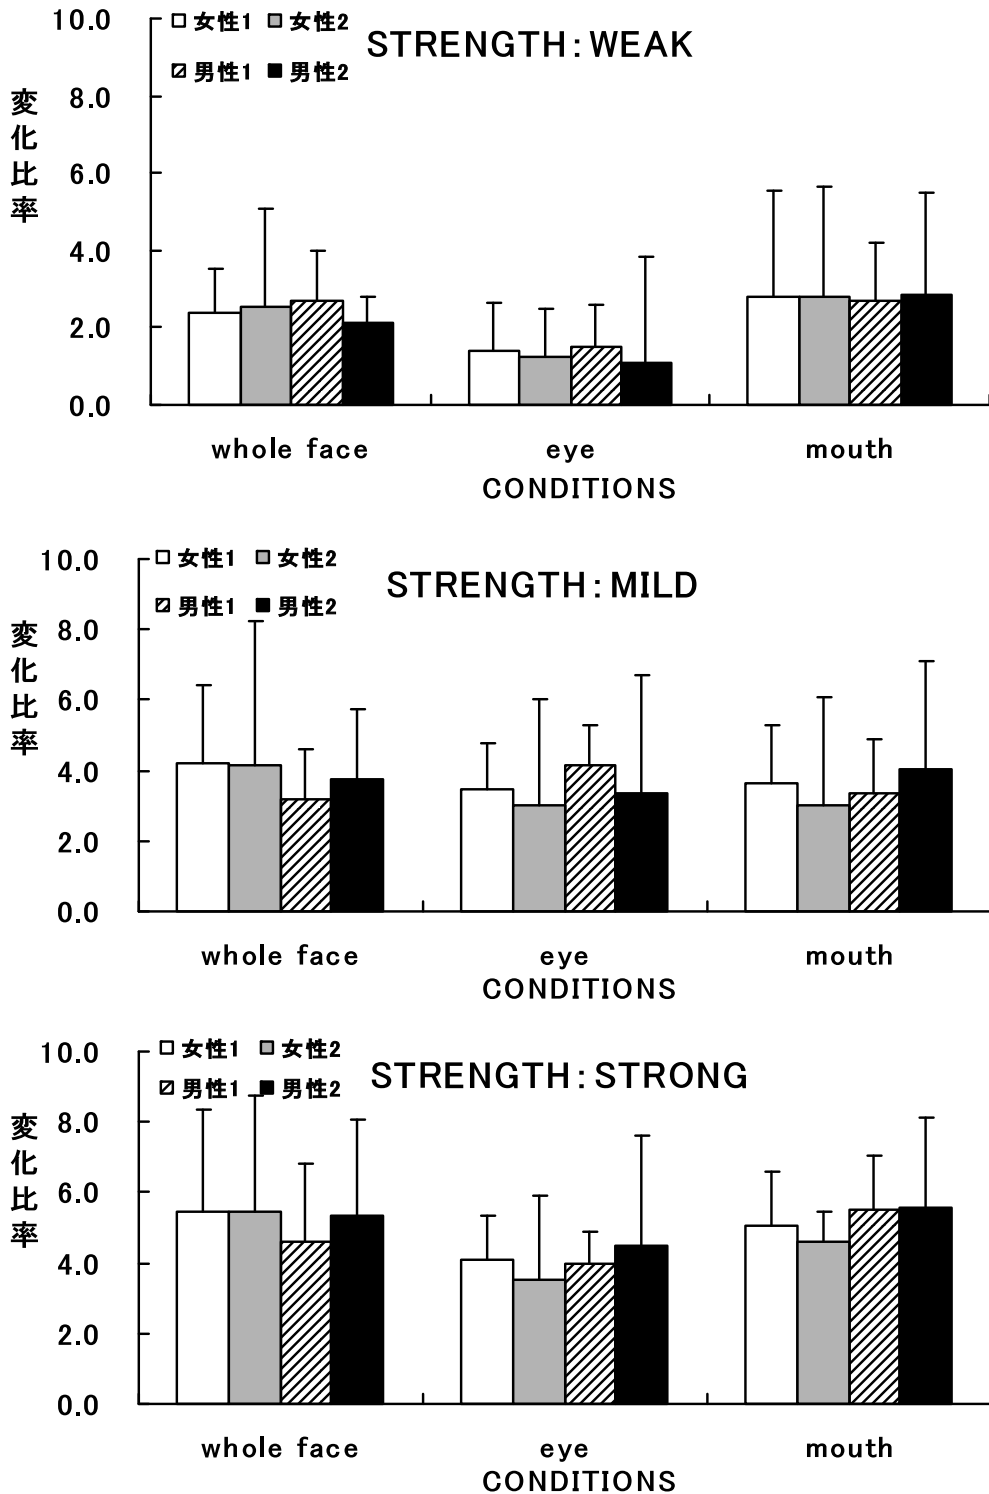 10.0
□ 女性1 ■ 女性2
STRENGTH: WEAK
▨ 男性1 ■ 男性2
変化比率
8.0
6.0
4.0
2.0
0.0
whole face eye mouth
CONDITIONS
10.0
□ 女性1 ■ 女性2
STRENGTH: MILD
▨ 男性1 ■ 男性2
変化比率
8.0
6.0
4.0
2.0
0.0
whole face eye mouth
CONDITIONS
10.0
□ 女性1 ■ 女性2
STRENGTH: STRONG
▨ 男性1 ■ 男性2
変化比率
8.0
6.0
4.0
2.0
0.0
whole face eye mouth
CONDITIONS